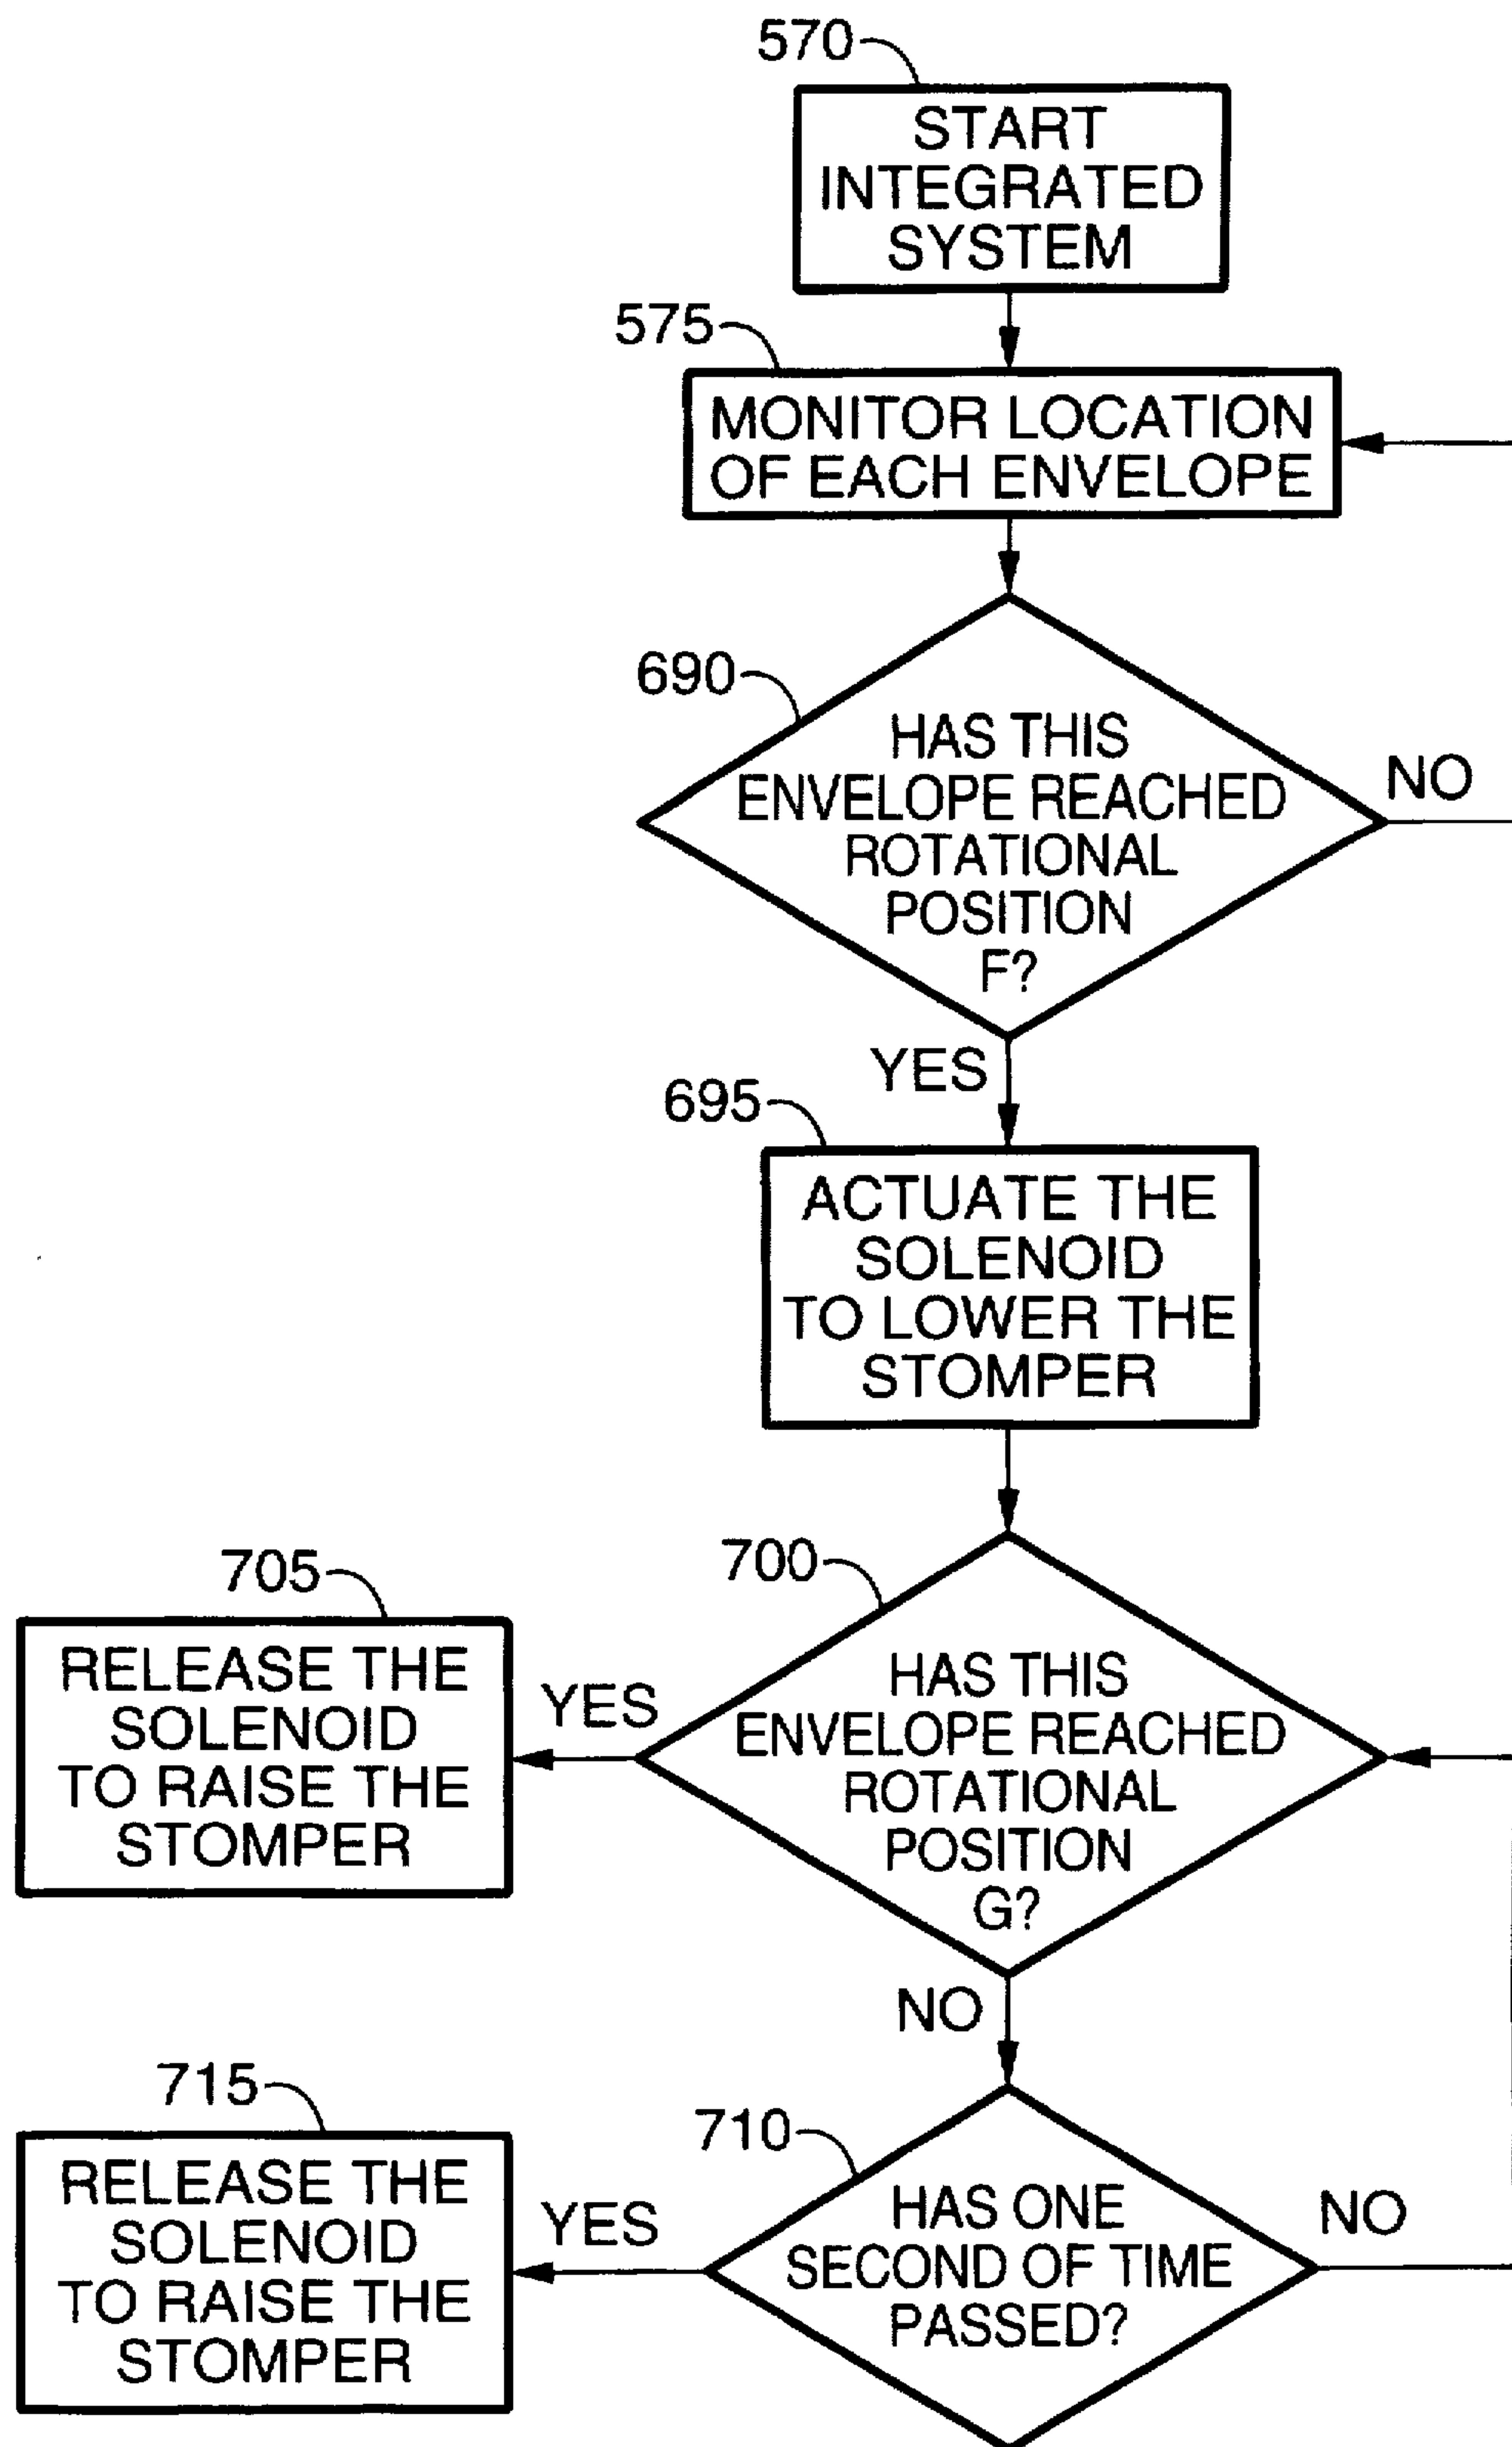 570
START
INTEGRATED
SYSTEM
575
MONITOR LOCATION
OF EACH ENVELOPE
690
HAS THIS
ENVELOPE REACHED
ROTATIONAL
POSITION
F?
NO
YES
695
ACTUATE THE
SOLENOID
TO LOWER THE
STOMPER
700
HAS THIS
ENVELOPE REACHED
ROTATIONAL
POSITION
G?
YES
705
RELEASE THE
SOLENOID
TO RAISE THE
STOMPER
NO
710
HAS ONE
SECOND OF TIME
PASSED?
NO
YES
715
RELEASE THE
SOLENOID
TO RAISE THE
STOMPER